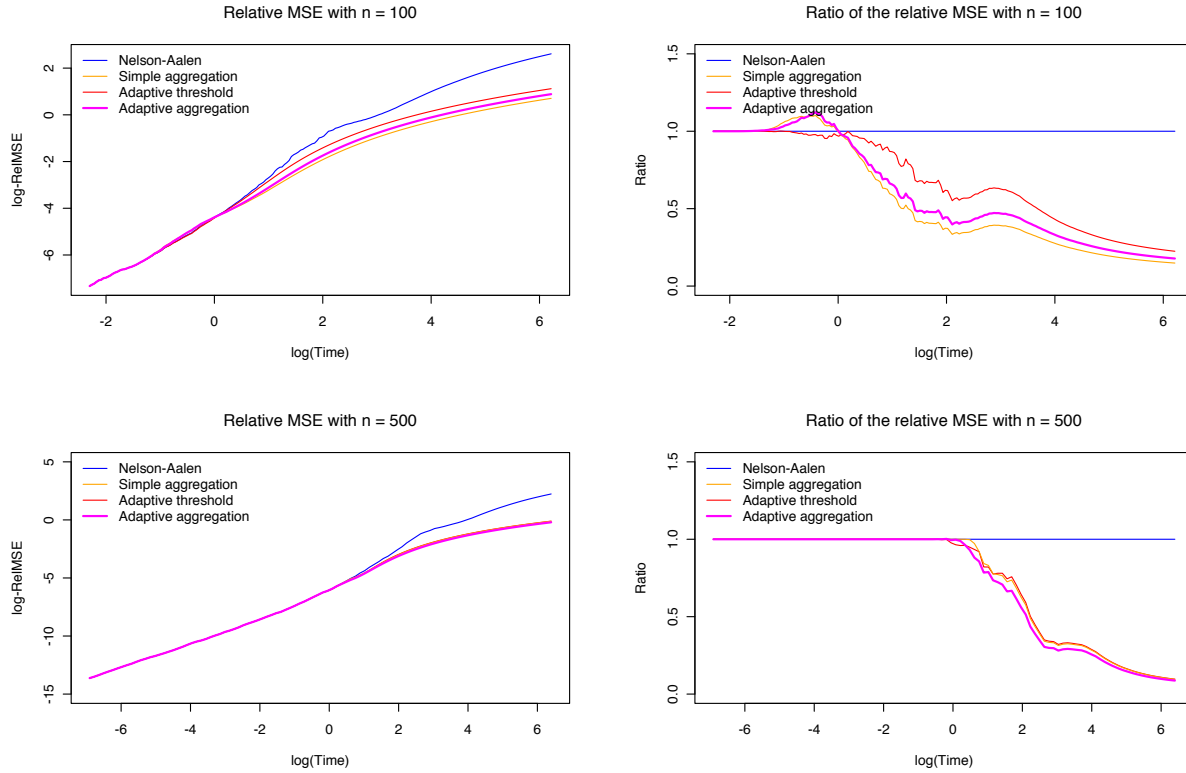 Relative MSE with n = 100
Nelson-Aalen
Simple aggregation
Adaptive threshold
Adaptive aggregation
log-RelMSE
2
0
-2
-4
-6
-2
0
2
4
6
log(Time)
Ratio of the relative MSE with n = 100
Nelson-Aalen
Simple aggregation
Adaptive threshold
Adaptive aggregation
Ratio
1.5
1.0
0.5
0.0
-2
0
2
4
6
log(Time)
Relative MSE with n = 500
Nelson-Aalen
Simple aggregation
Adaptive threshold
Adaptive aggregation
log-RelMSE
5
0
-5
-10
-15
-6
-4
-2
0
2
4
6
log(Time)
Ratio of the relative MSE with n = 500
Nelson-Aalen
Simple aggregation
Adaptive threshold
Adaptive aggregation
Ratio
1.5
1.0
0.5
0.0
-6
-4
-2
0
2
4
6
log(Time)